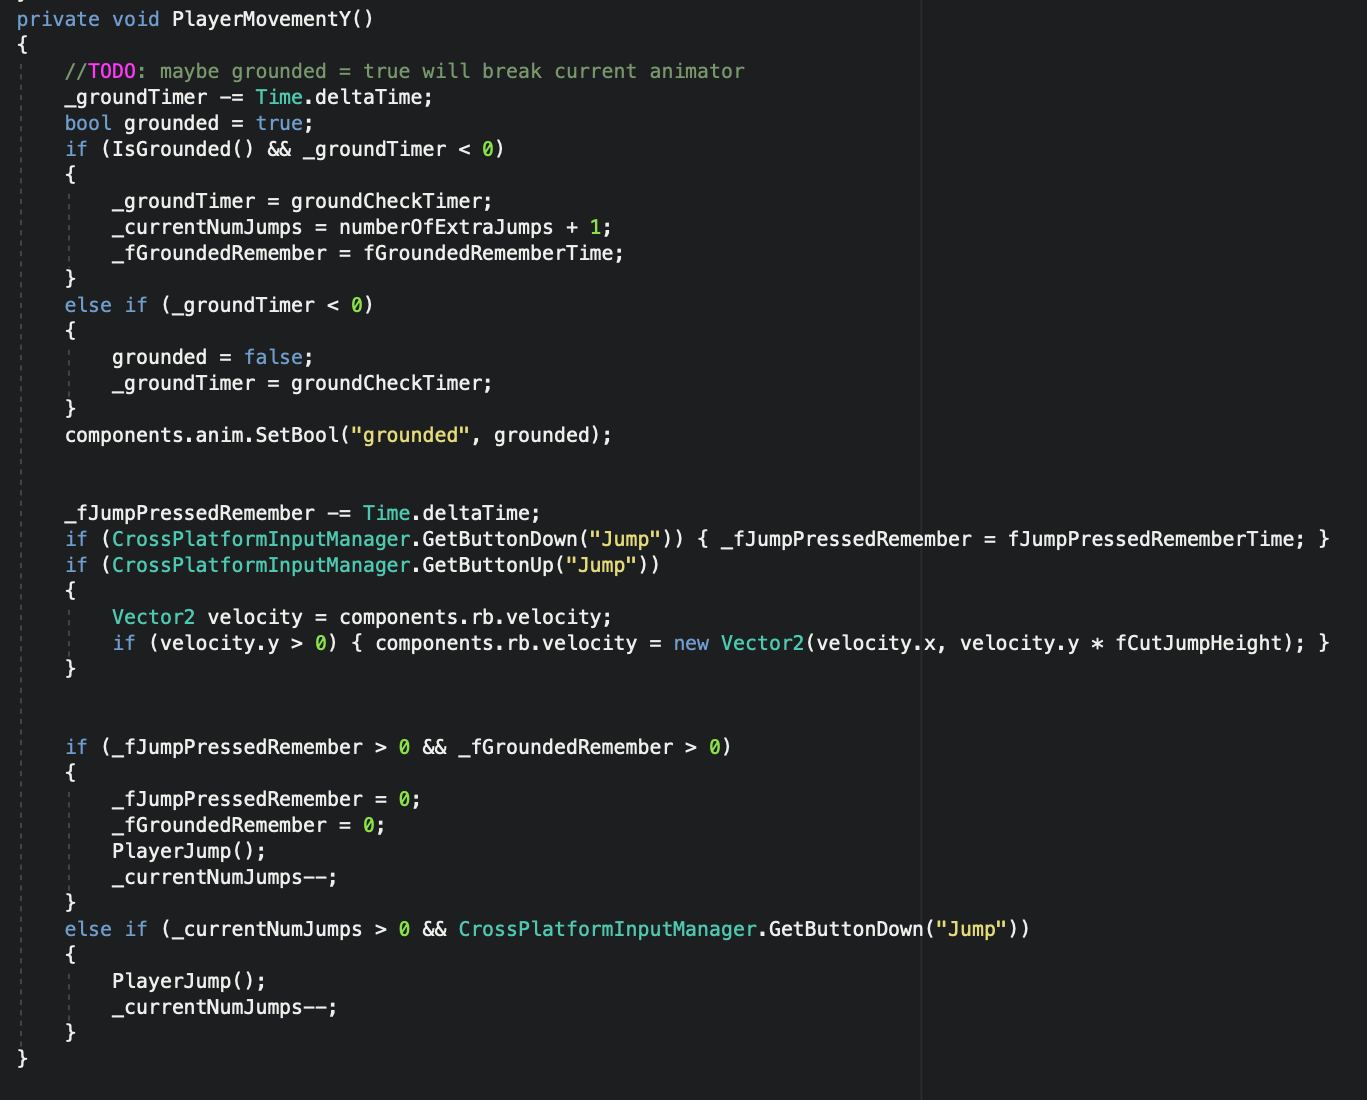 private void PlayerMovementY()
{
//TODO: maybe grounded = true will break current animator
_groundTimer -= Time.deltaTime;
bool grounded = true;
if (IsGrounded() && _groundTimer < 0)
{
_groundTimer = groundCheckTimer;
_currentNumJumps = numberOfExtraJumps + 1;
_fGroundedRemember = fGroundedRememberTime;
}
else if (_groundTimer < 0)
{
grounded = false;
_groundTimer = groundCheckTimer;
}
components.anim.SetBool("grounded", grounded);
_fJumpPressedRemember -= Time.deltaTime;
if (CrossPlatformInputManager.GetButtonDown("Jump")) { _fJumpPressedRemember = fJumpPressedRememberTime; }
if (CrossPlatformInputManager.GetButtonUp("Jump"))
{
Vector2 velocity = components.rb.velocity;
if (velocity.y > 0) { components.rb.velocity = new Vector2(velocity.x, velocity.y * fCutJumpHeight); }
}
if (_fJumpPressedRemember > 0 && _fGroundedRemember > 0)
{
_fJumpPressedRemember = 0;
_fGroundedRemember = 0;
PlayerJump();
_currentNumJumps--;
}
else if (_currentNumJumps > 0 && CrossPlatformInputManager.GetButtonDown("Jump"))
{
PlayerJump();
_currentNumJumps--;
}
}